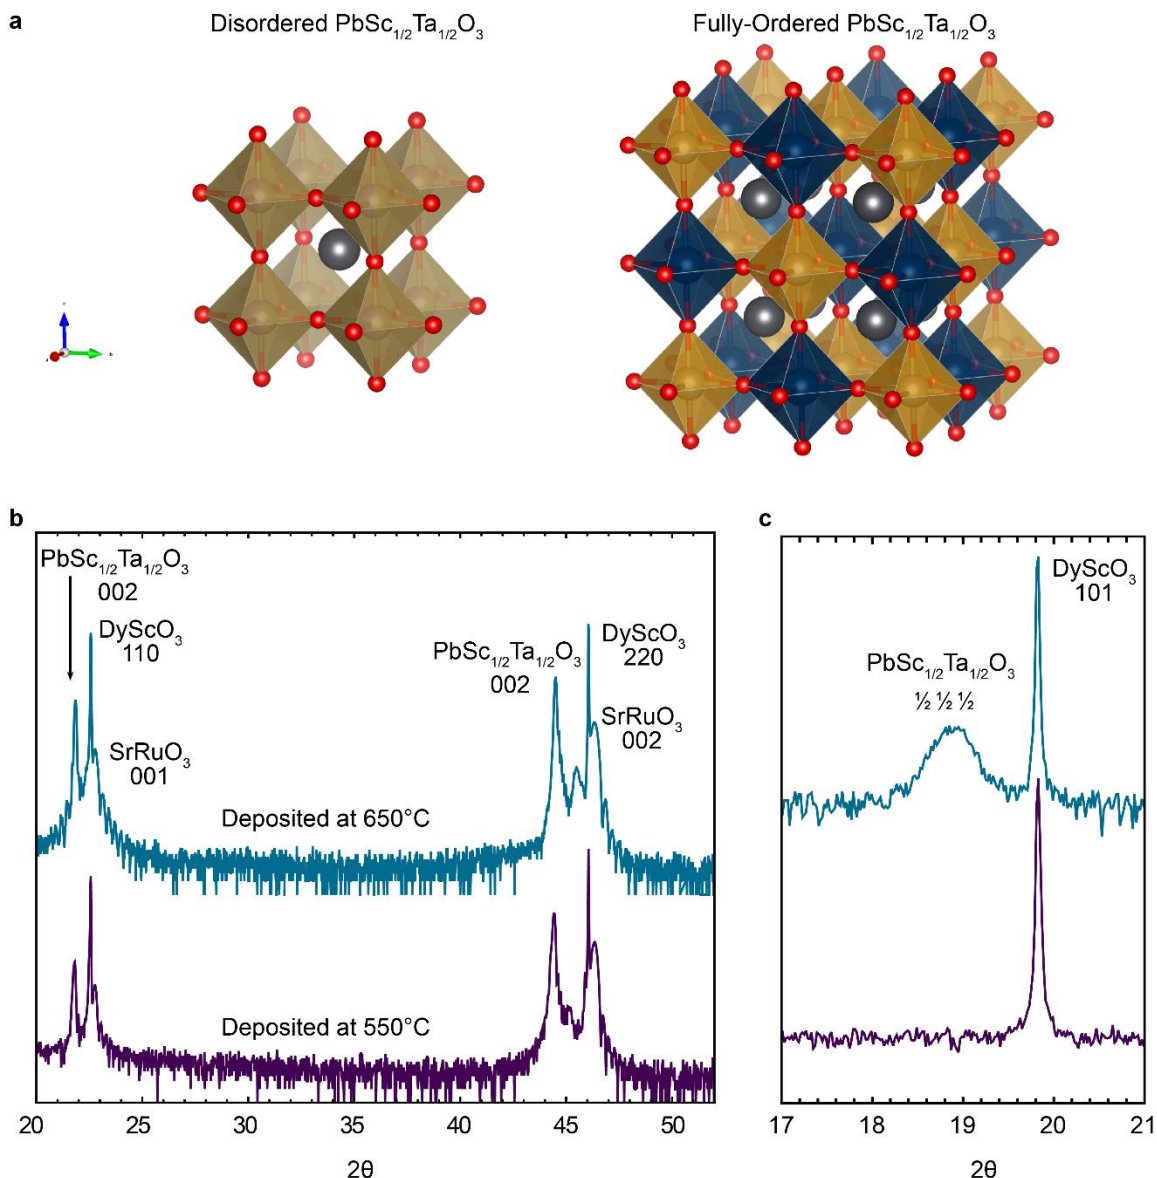 a
Disordered PbSc1/2Ta1/2O3
Fully-Ordered PbSc1/2Ta1/2O3
b
PbSc1/2Ta1/2O3
002
DyScO3
110
SrRuO3
001
PbSc1/2Ta1/2O3
002
DyScO3
220
SrRuO3
002
Deposited at 650°C
Deposited at 550°C
20 25 30 35 40 45 50
2θ
c
DyScO3
101
PbSc1/2Ta1/2O3
½ ½ ½
17 18 19 20 21
2θ